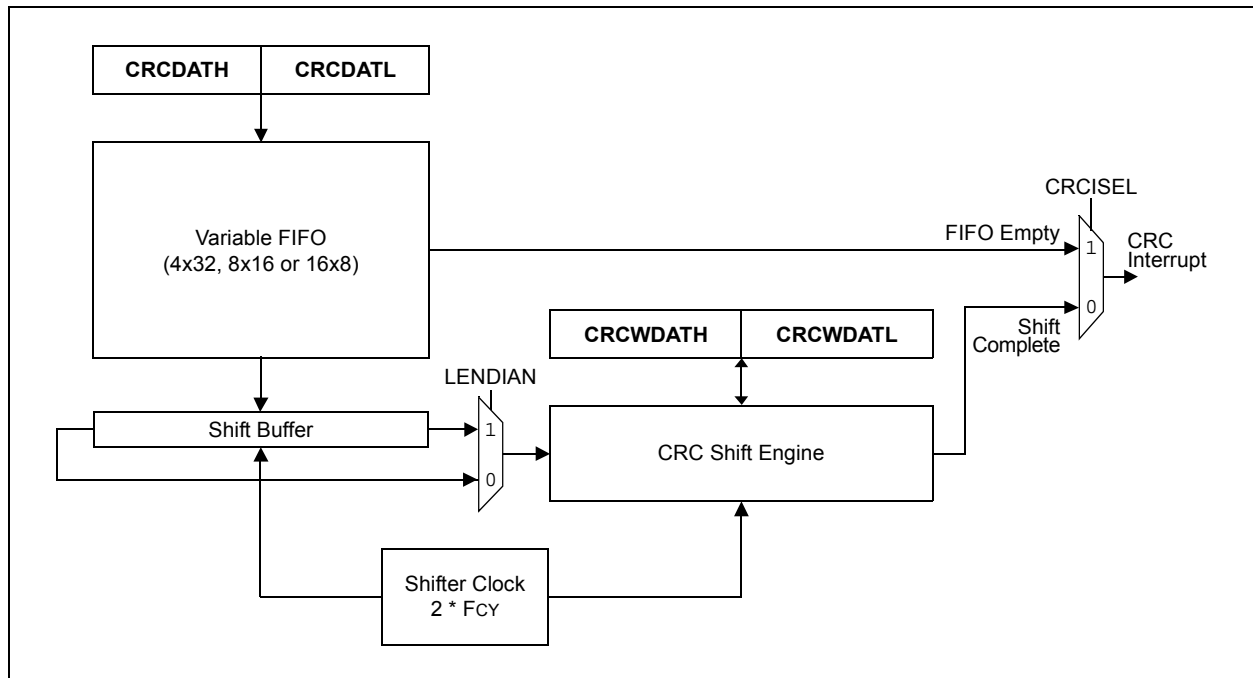 CRCDATH CRCDATL
Variable FIFO
(4x32, 8x16 or 16x8)
CRCISEL
FIFO Empty
1
CRC
Interrupt
0
Shift
Complete
CRCWDATH CRCWDATL
LENDIAN
Shift Buffer
1
0
CRC Shift Engine
Shifter Clock
2 * FCY